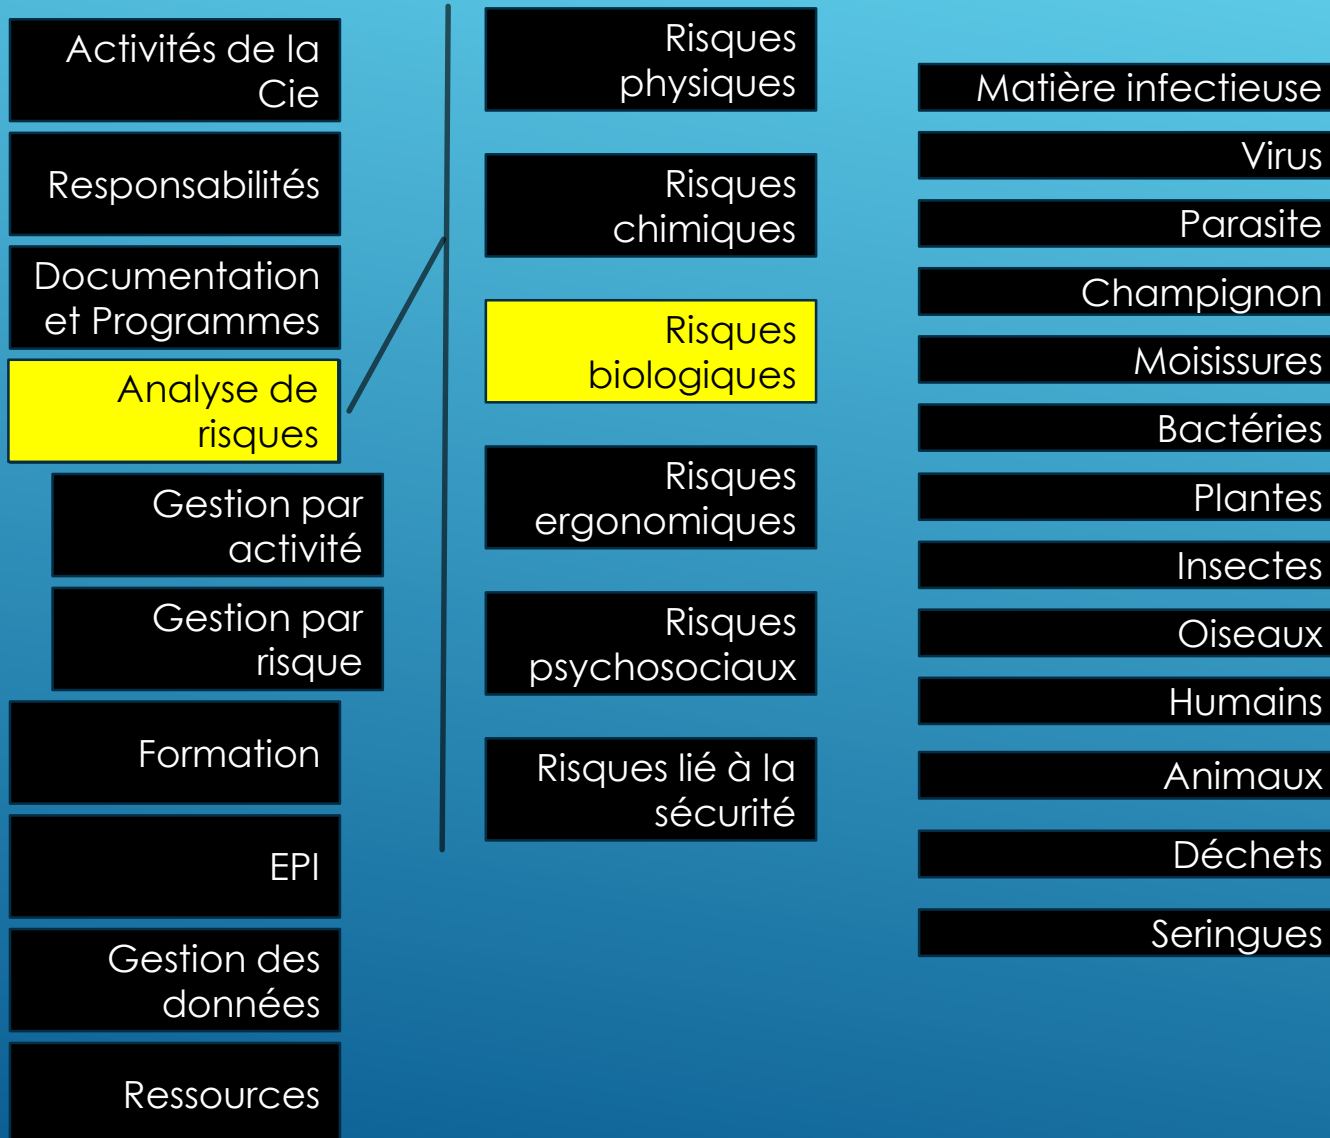 Activités de la
Cie
Responsabilités
Documentation
et Programmes
Analyse de
risques
Gestion par
activité
Gestion par
risque
Formation
EPI
Gestion des
données
Ressources
Risques
physiques
Risques
chimiques
Risques
biologiques
Risques
ergonomiques
Risques
psychosociaux
Risques lié à la
sécurité
Matière infectieuse
Virus
Parasite
Champignon
Moisissures
Bactéries
Plantes
Insectes
Oiseaux
Humains
Animaux
Déchets
Seringues